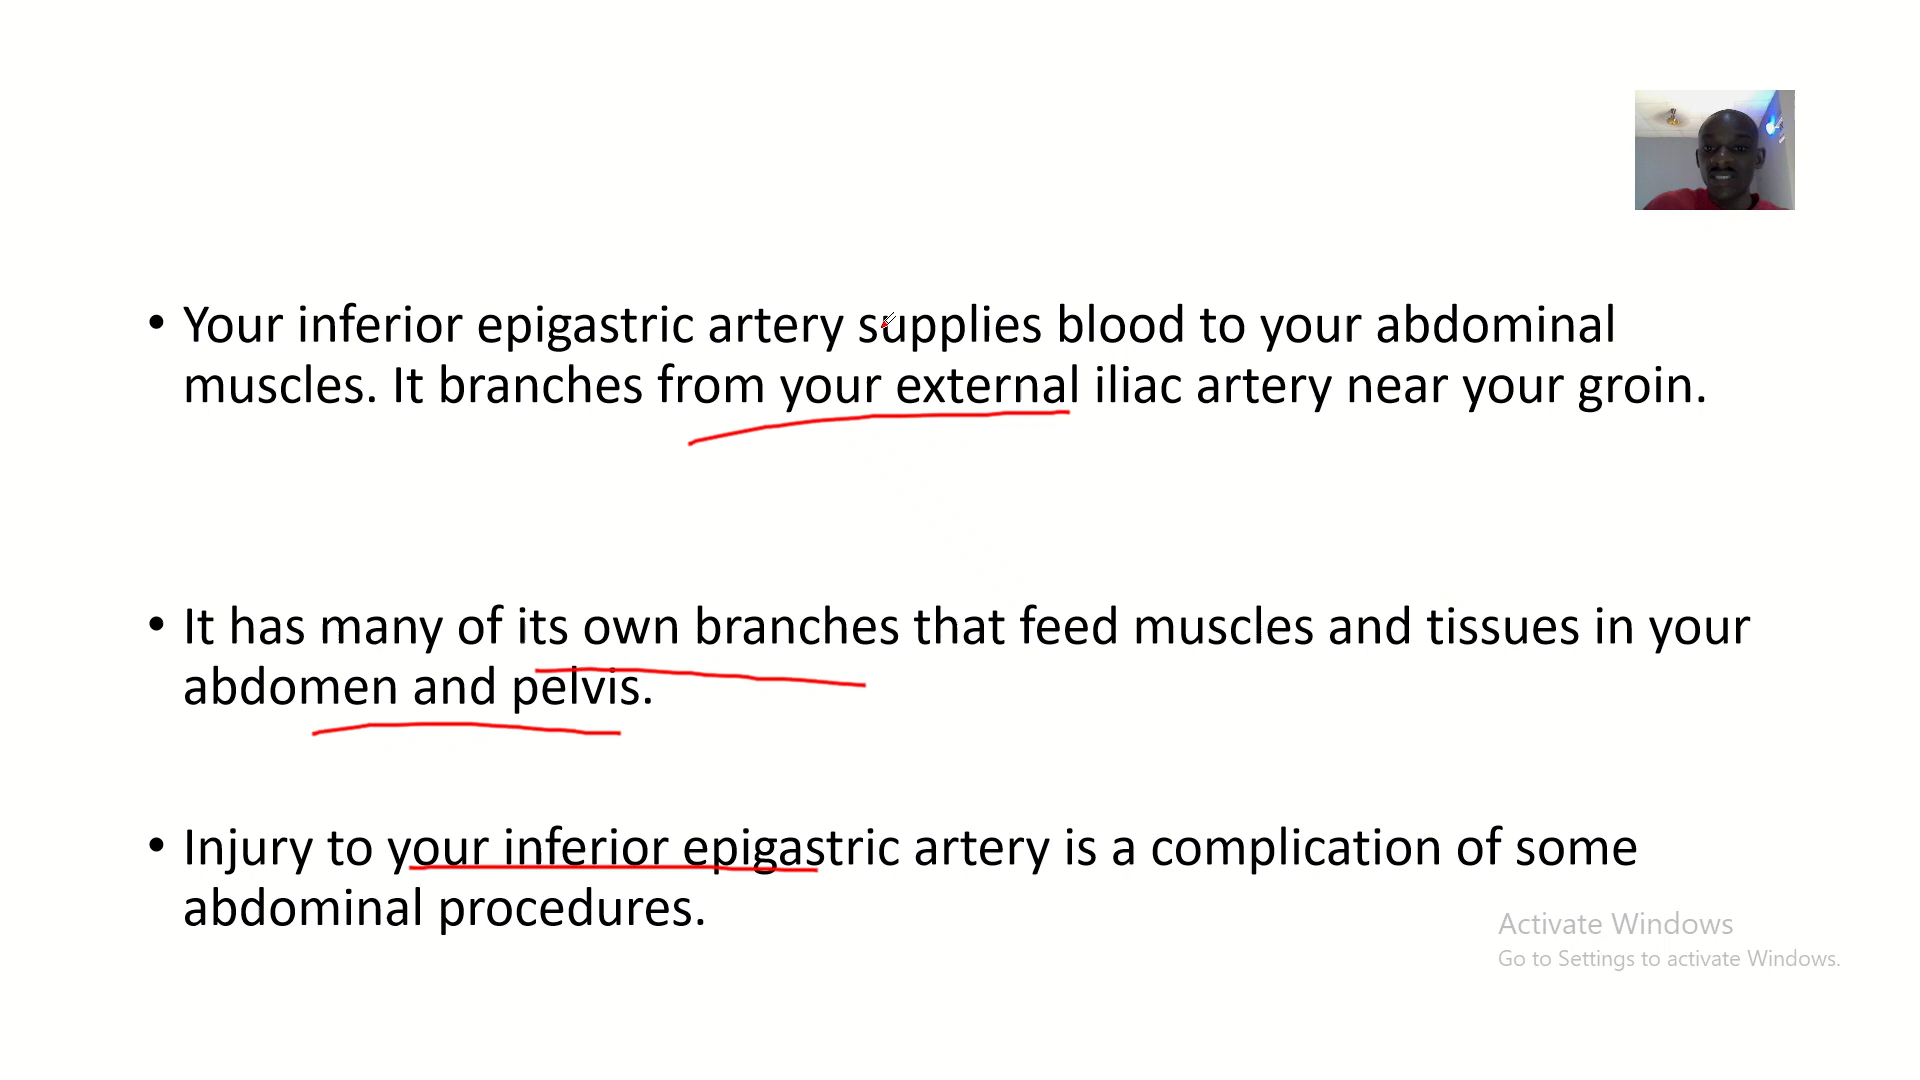 • Your inferior epigastric artery supplies blood to your abdominal
muscles. It branches from your external iliac artery near your groin.
• It has many of its own branches that feed muscles and tissues in your
abdomen and pelvis.
• Injury to your inferior epigastric artery is a complication of some
abdominal procedures.
Activate Windows
Go to Settings to activate Windows.